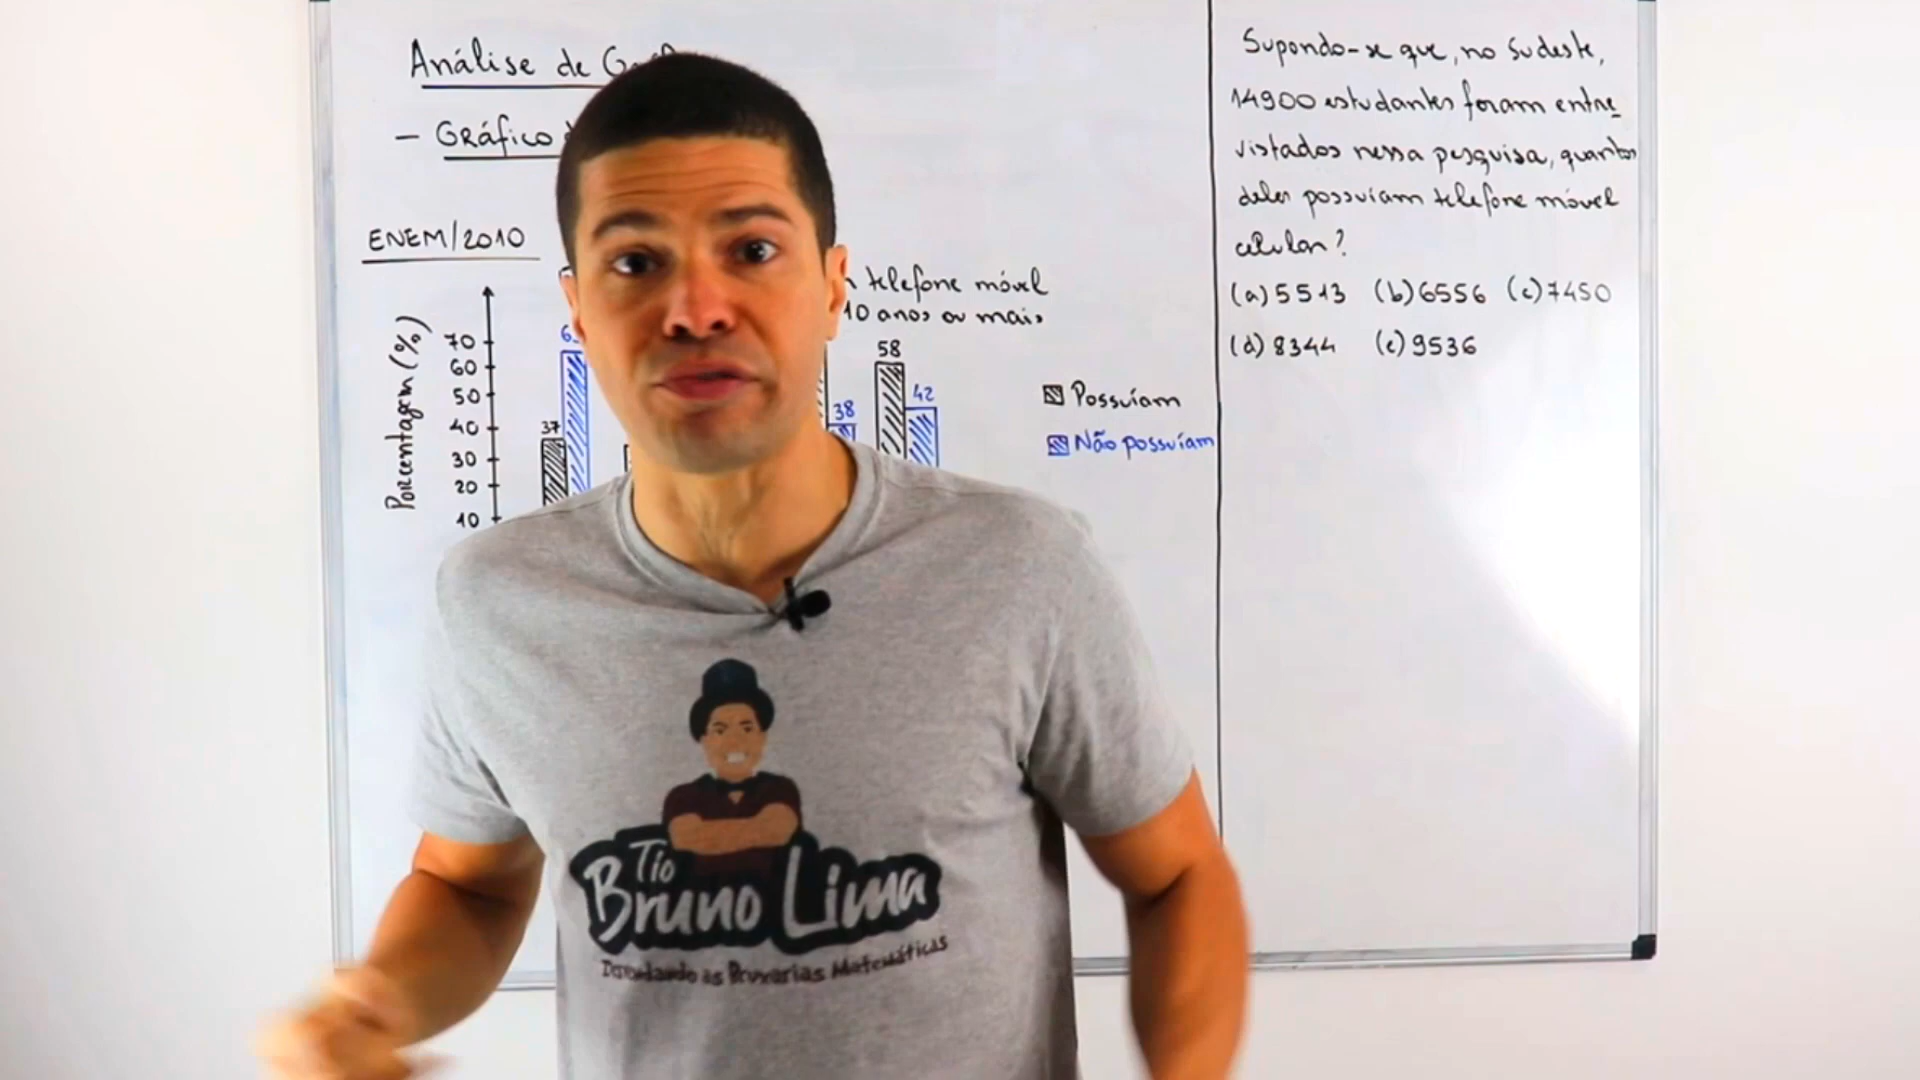 Análise de
- Gráfico
ENEM/2010
telefone móvel
10 anos ou mais
Porcentagem (%)
70
60
50
40
30
20
10
37
38
58
42
Possuíam
Não possuíam
Supondo-se que, no sudeste,
14900 estudantes foram entre
vistados nessa pesquisa, quantos
deles possuíam telefone móvel
celular?
(a) 5513 (b) 6556 (c) 7450
(d) 8344 (e) 9536
Tio
Bruno Lima
Desvendando as Bruxarias Matemáticas